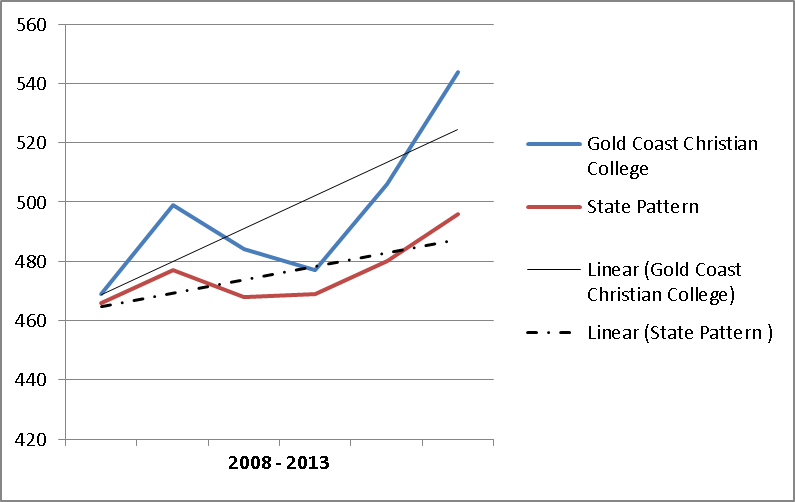 560
540
520
500
480
460
440
420
2008 - 2013
Gold Coast Christian
College
State Pattern
Linear (Gold Coast
Christian College)
Linear (State Pattern )